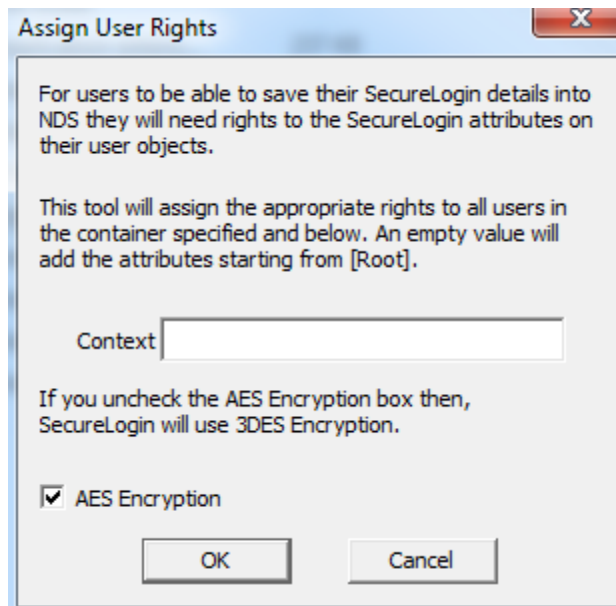 Assign User Rights
For users to be able to save their SecureLogin details into
NDS they will need rights to the SecureLogin attributes on
their user objects.
This tool will assign the appropriate rights to all users in
the container specified and below. An empty value will
add the attributes starting from [Root].
Context
If you uncheck the AES Encryption box then,
SecureLogin will use 3DES Encryption.
AES Encryption
OK Cancel